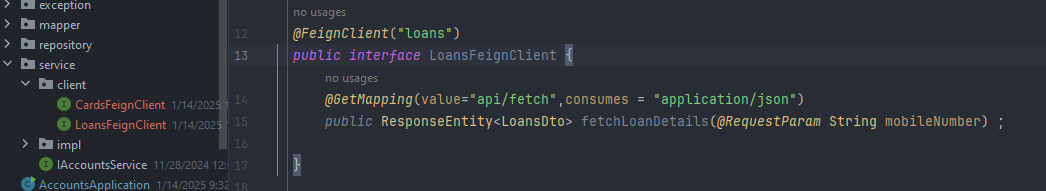 exception
mapper
repository
service
client
CardsFeignClient 1/14/2025
LoansFeignClient 1/14/2025
impl
IAccountsService 11/28/2024 12:
AccountsApplication 1/14/2025 9:32
no usages
12 @FeignClient("loans")
13 public interface LoansFeignClient {
no usages
14 @GetMapping(value="api/fetch",consumes = "application/json")
15 public ResponseEntity<LoansDto> fetchLoanDetails(@RequestParam String mobileNumber) ;
16
17 }
18